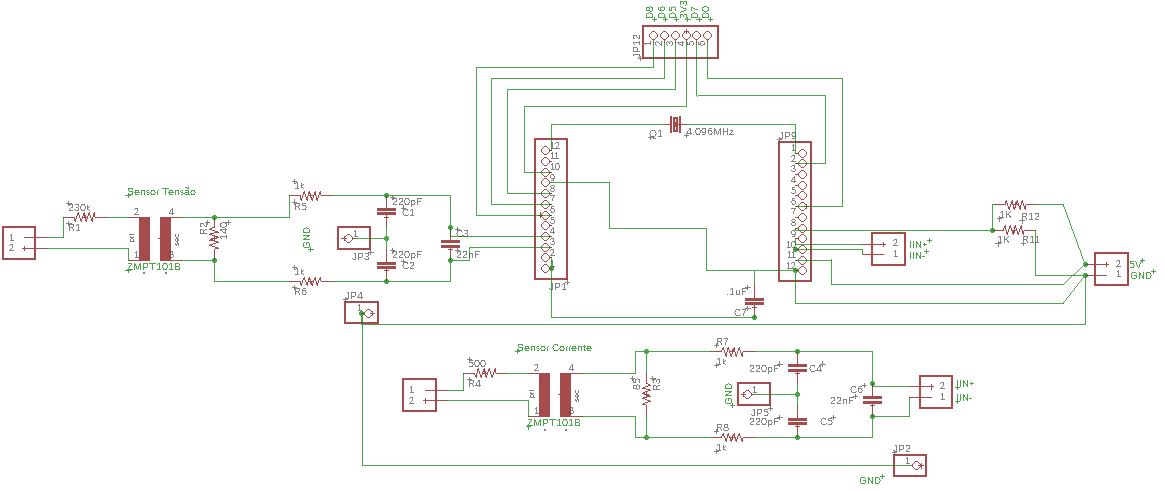 D8 D6 D5 3V3 D7 D0
JP12
1 2 3 4 5 6
Q1 4.096MHz
JP9
12
11
10
9
8
7
6
5
4
3
2
1
JP1
1
2
3
4
5
6
7
8
9
10
11
12
Sensor Tensão
230k
R1
1
2
2 4
pri sec
1 3
ZMPT101B
R2
140
1k
R5
220pF
C1
GND
JP3
1
C3
22nF
220pF
C2
1k
R6
JP4
1
.1uF
C7
2
1
IIN+
IIN-
1K R12
1K R11
2
1
5V
GND
Sensor Corrente
500
R4
1
2
2 4
pri sec
1 3
ZMPT101B
85
R3
R7
1k
220pF C4
GND
1
JP5
220pF C5
R8
1k
C6
22nF
2
1
UIN+
UIN-
JP2
1
GND